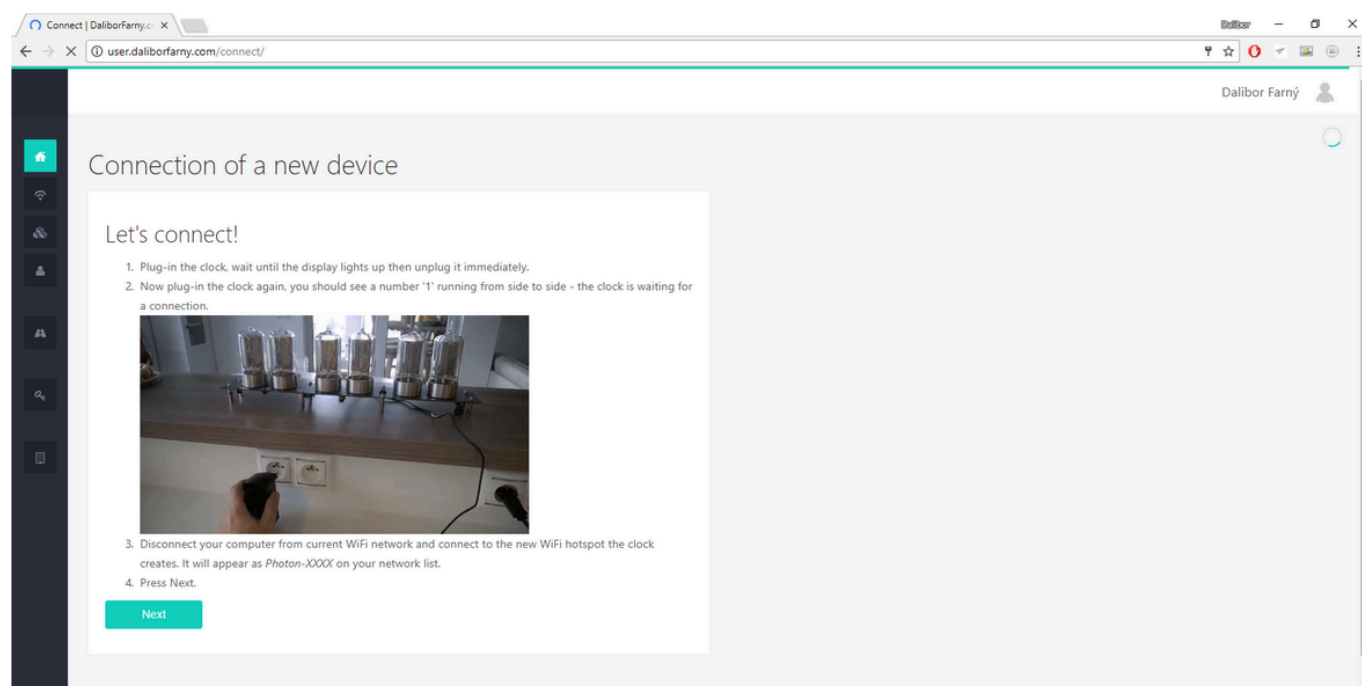 Connect | DaliborFarny.c
Dalibor
user.daliborfarny.com/connect/
Dalibor Farný
Connection of a new device
Let's connect!
1. Plug-in the clock, wait until the display lights up then unplug it immediately.
2. Now plug-in the clock again, you should see a number '1' running from side to side - the clock is waiting for
a connection.
3. Disconnect your computer from current WiFi network and connect to the new WiFi hotspot the clock
creates. It will appear as Photon-XXXX on your network list.
4. Press Next.
Next